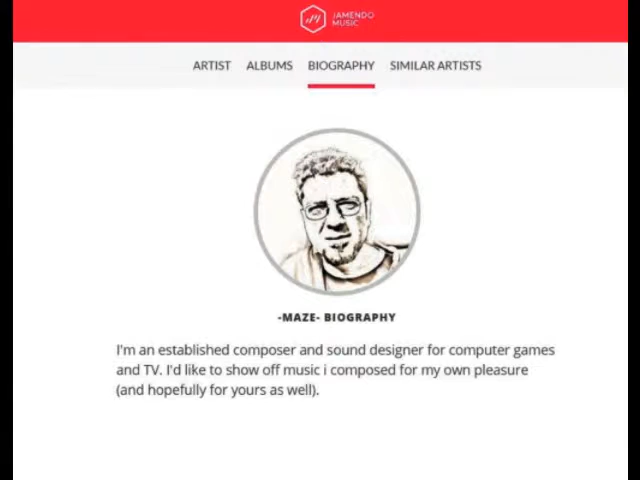 JAMENDO
MUSIC
ARTIST ALBUMS BIOGRAPHY SIMILAR ARTISTS
-MAZE- BIOGRAPHY
I'm an established composer and sound designer for computer games
and TV. I'd like to show off music i composed for my own pleasure
(and hopefully for yours as well).